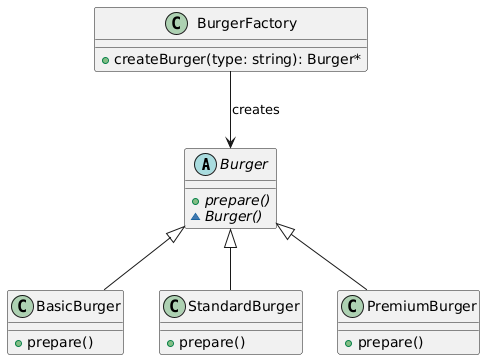 C BurgerFactory
createBurger(type: string): Burger*
creates
A Burger
prepare()
Burger()
C BasicBurger
prepare()
C StandardBurger
prepare()
C PremiumBurger
prepare()